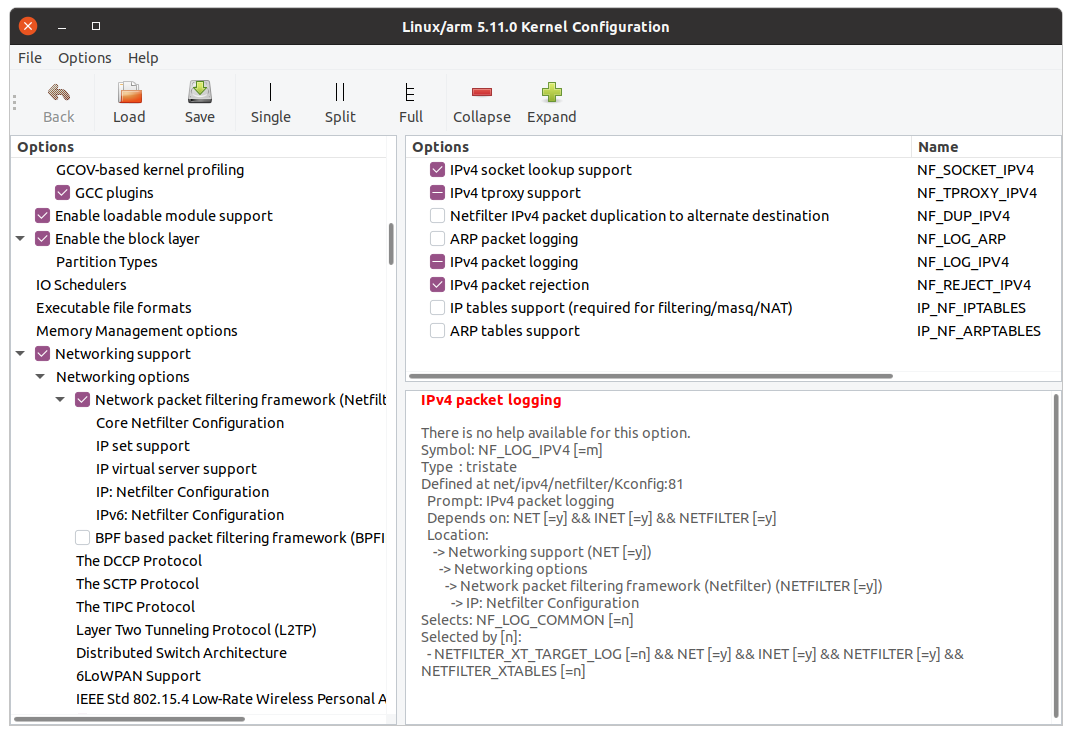 Linux/arm 5.11.0 Kernel Configuration
File Options Help
Back Load Save Single Split Full Collapse Expand
Options
GCOV-based kernel profiling
GCC plugins
Enable loadable module support
Enable the block layer
Partition Types
IO Schedulers
Executable file formats
Memory Management options
Networking support
Networking options
Network packet filtering framework (Netfilt
Core Netfilter Configuration
IP set support
IP virtual server support
IP: Netfilter Configuration
IPv6: Netfilter Configuration
BPF based packet filtering framework (BPFI
The DCCP Protocol
The SCTP Protocol
The TIPC Protocol
Layer Two Tunneling Protocol (L2TP)
Distributed Switch Architecture
6LoWPAN Support
IEEE Std 802.15.4 Low-Rate Wireless Personal A
Options Name
IPv4 socket lookup support NF_SOCKET_IPV4
IPv4 tproxy support NF_TPROXY_IPV4
Netfilter IPv4 packet duplication to alternate destination NF_DUP_IPV4
ARP packet logging NF_LOG_ARP
IPv4 packet logging NF_LOG_IPV4
IPv4 packet rejection NF_REJECT_IPV4
IP tables support (required for filtering/masq/NAT) IP_NF_IPTABLES
ARP tables support IP_NF_ARPTABLES
IPv4 packet logging
There is no help available for this option.
Symbol: NF_LOG_IPV4 [=m]
Type : tristate
Defined at net/ipv4/netfilter/Kconfig:81
Prompt: IPv4 packet logging
Depends on: NET [=y] && INET [=y] && NETFILTER [=y]
Location:
-> Networking support (NET [=y])
-> Networking options
-> Network packet filtering framework (Netfilter) (NETFILTER [=y])
-> IP: Netfilter Configuration
Selects: NF_LOG_COMMON [=n]
Selected by [n]:
- NETFILTER_XT_TARGET_LOG [=n] && NET [=y] && INET [=y] && NETFILTER [=y] &&
NETFILTER_XTABLES [=n]